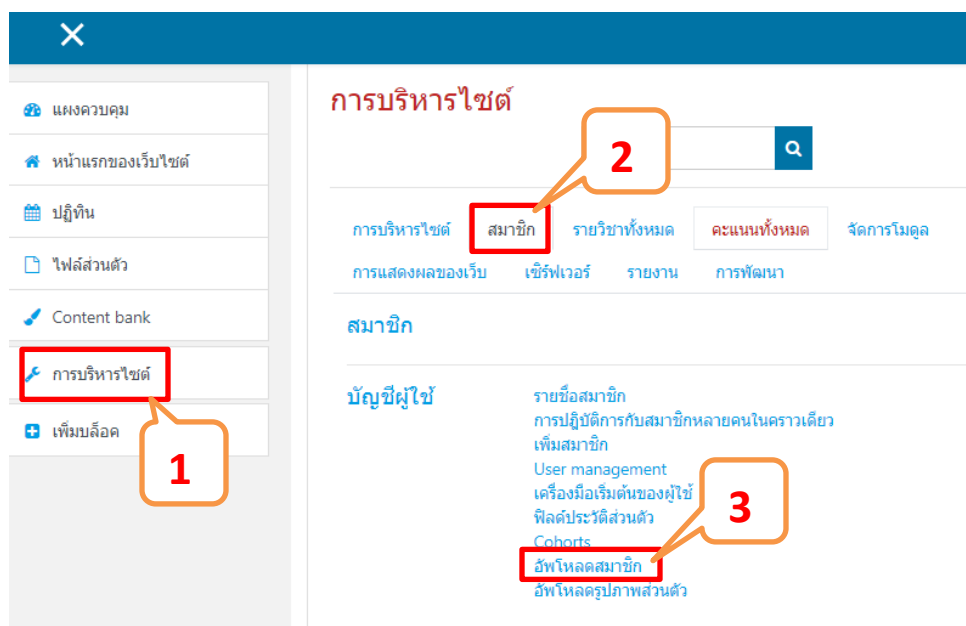 แผงควบคุม
หน้าแรกของเว็บไซต์
ปฏิทิน
ไฟล์ส่วนตัว
Content bank
การบริหารไซต์
เพิ่มบล็อค
1
การบริหารไซต์
2
การบริหารไซต์ สมาชิก รายวิชาทั้งหมด คะแนนทั้งหมด จัดการโมดูล
การแสดงผลของเว็บ เซิร์ฟเวอร์ รายงาน การพัฒนา
สมาชิก
บัญชีผู้ใช้
รายชื่อสมาชิก
การปฎิบัติการกับสมาชิกหลายคนในคราวเดียว
เพิ่มสมาชิก
User management
เครื่องมือเริ่มต้นของผู้ใช้
ฟิลด์ประวัติส่วนตัว
Cohorts
อัพโหลดสมาชิก
อัพโหลดรูปภาพส่วนตัว
3